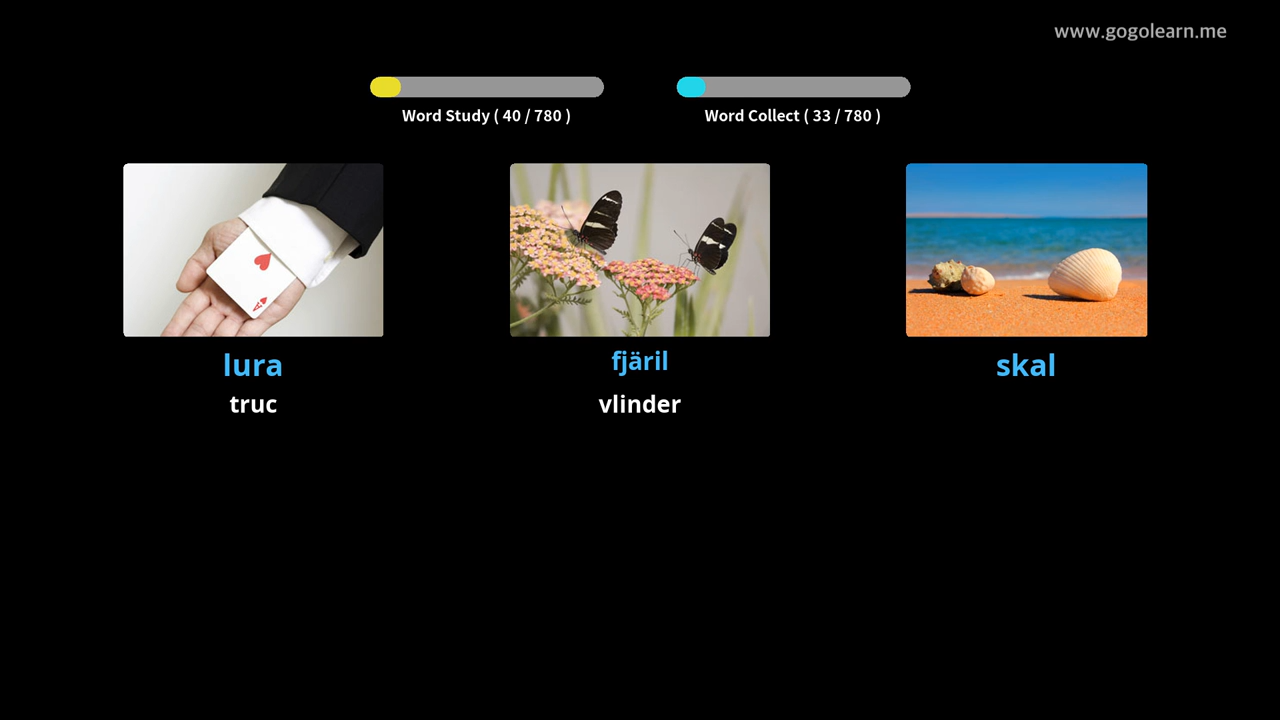 www.gogolearn.me
Word Study ( 40 / 780 )
Word Collect ( 33 / 780 )
lura
fjäril
skal
truc
vlinder